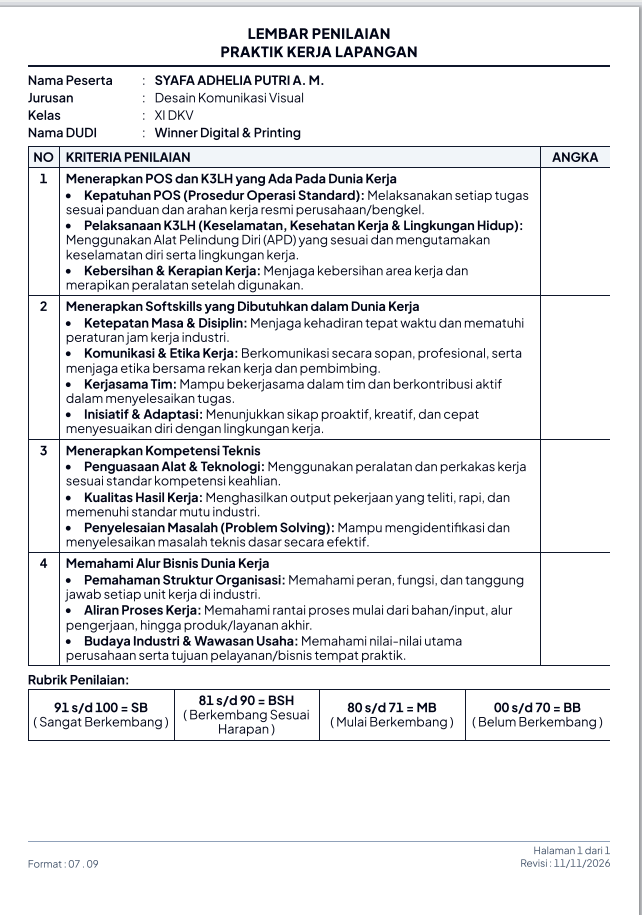 LEMBAR PENILAIAN
PRAKTIK KERJA LAPANGAN
Nama Peserta : SYAFA ADHELIA PUTRI A. M.
Jurusan : Desain Komunikasi Visual
Kelas : XI DKV
Nama DUDI : Winner Digital & Printing
NO KRITERIA PENILAIAN ANGKA
1 Menerapkan POS dan K3LH yang Ada Pada Dunia Kerja
• Kepatuhan POS (Prosedur Operasi Standard): Melaksanakan setiap tugas
sesuai panduan dan arahan kerja resmi perusahaan/bengkel.
• Pelaksanaan K3LH (Keselamatan, Kesehatan Kerja & Lingkungan Hidup):
Menggunakan Alat Pelindung Diri (APD) yang sesuai dan mengutamakan
keselamatan diri serta lingkungan kerja.
• Kebersihan & Kerapian Kerja: Menjaga kebersihan area kerja dan
merapikan peralatan setelah digunakan.
2 Menerapkan Softskills yang Dibutuhkan dalam Dunia Kerja
• Ketepatan Masa & Disiplin: Menjaga kehadiran tepat waktu dan mematuhi
peraturan jam kerja industri.
• Komunikasi & Etika Kerja: Berkomunikasi secara sopan, profesional, serta
menjaga etika bersama rekan kerja dan pembimbing.
• Kerjasama Tim: Mampu bekerjasama dalam tim dan berkontribusi aktif
dalam menyelesaikan tugas.
• Inisiatif & Adaptasi: Menunjukkan sikap proaktif, kreatif, dan cepat
menyesuaikan diri dengan lingkungan kerja.
3 Menerapkan Kompetensi Teknis
• Penguasaan Alat & Teknologi: Menggunakan peralatan dan perkakas kerja
sesuai standar kompetensi keahlian.
• Kualitas Hasil Kerja: Menghasilkan output pekerjaan yang teliti, rapi, dan
memenuhi standar mutu industri.
• Penyelesaian Masalah (Problem Solving): Mampu mengidentifikasi dan
menyelesaikan masalah teknis dasar secara efektif.
4 Memahami Alur Bisnis Dunia Kerja
• Pemahaman Struktur Organisasi: Memahami peran, fungsi, dan tanggung
jawab setiap unit kerja di industri.
• Aliran Proses Kerja: Memahami rantai proses mulai dari bahan/input, alur
pengerjaan, hingga produk/layanan akhir.
• Budaya Industri & Wawasan Usaha: Memahami nilai-nilai utama
perusahaan serta tujuan pelayanan/bisnis tempat praktik.
Rubrik Penilaian:
91 s/d 100 = SB
( Sangat Berkembang )
81 s/d 90 = BSH
( Berkembang Sesuai
Harapan )
80 s/d 71 = MB
( Mulai Berkembang )
00 s/d 70 = BB
( Belum Berkembang )
Halaman 1 dari 1
Format : 07 . 09 Revisi : 11/11/2026